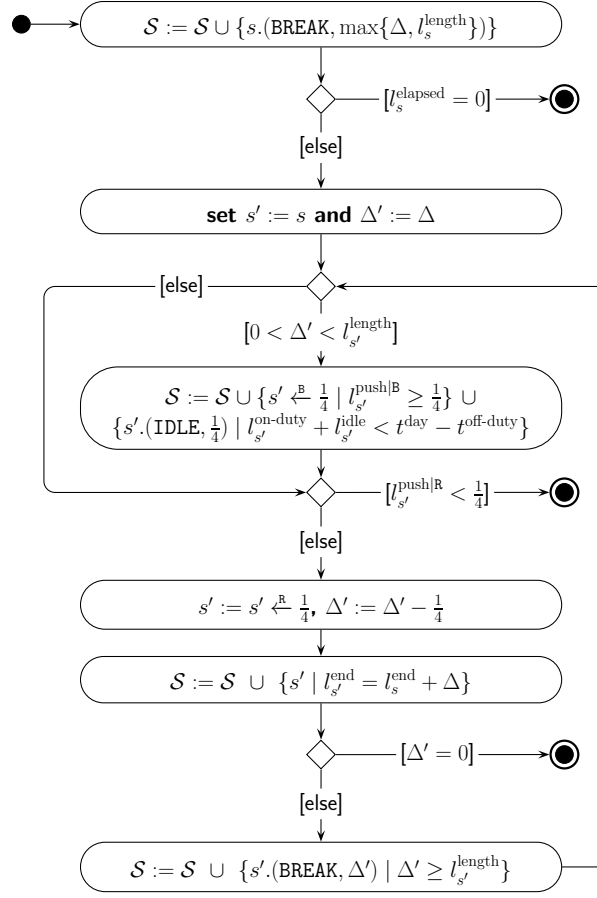 𝒮 := 𝒮 ∪ {s.(BREAK, max{Δ, l_s^length})}
[l_s^elapsed = 0]
[else]
set s′ := s and Δ′ := Δ
[else]
[0 < Δ′ < l_{s′}^length]
𝒮 := 𝒮 ∪ {s′ ←^B 1/4 | l_{s′}^{push|B} ≥ 1/4} ∪
{s′.(IDLE, 1/4) | l_{s′}^{on-duty} + l_{s′}^{idle} < t^{day} − t^{off-duty}}
[l_{s′}^{push|R} < 1/4]
[else]
s′ := s′ ←^R 1/4, Δ′ := Δ′ − 1/4
𝒮 := 𝒮 ∪ {s′ | l_{s′}^{end} = l_s^{end} + Δ}
[Δ′ = 0]
[else]
𝒮 := 𝒮 ∪ {s′.(BREAK, Δ′) | Δ′ ≥ l_{s′}^{length}}